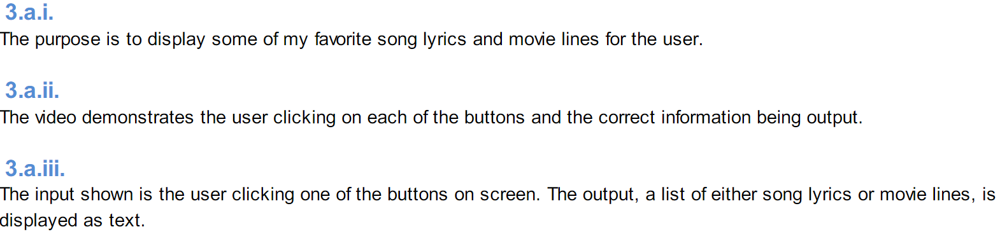 3.a.i.
The purpose is to display some of my favorite song lyrics and movie lines for the user.
3.a.ii.
The video demonstrates the user clicking on each of the buttons and the correct information being output.
3.a.iii.
The input shown is the user clicking one of the buttons on screen. The output, a list of either song lyrics or movie lines, is
displayed as text.